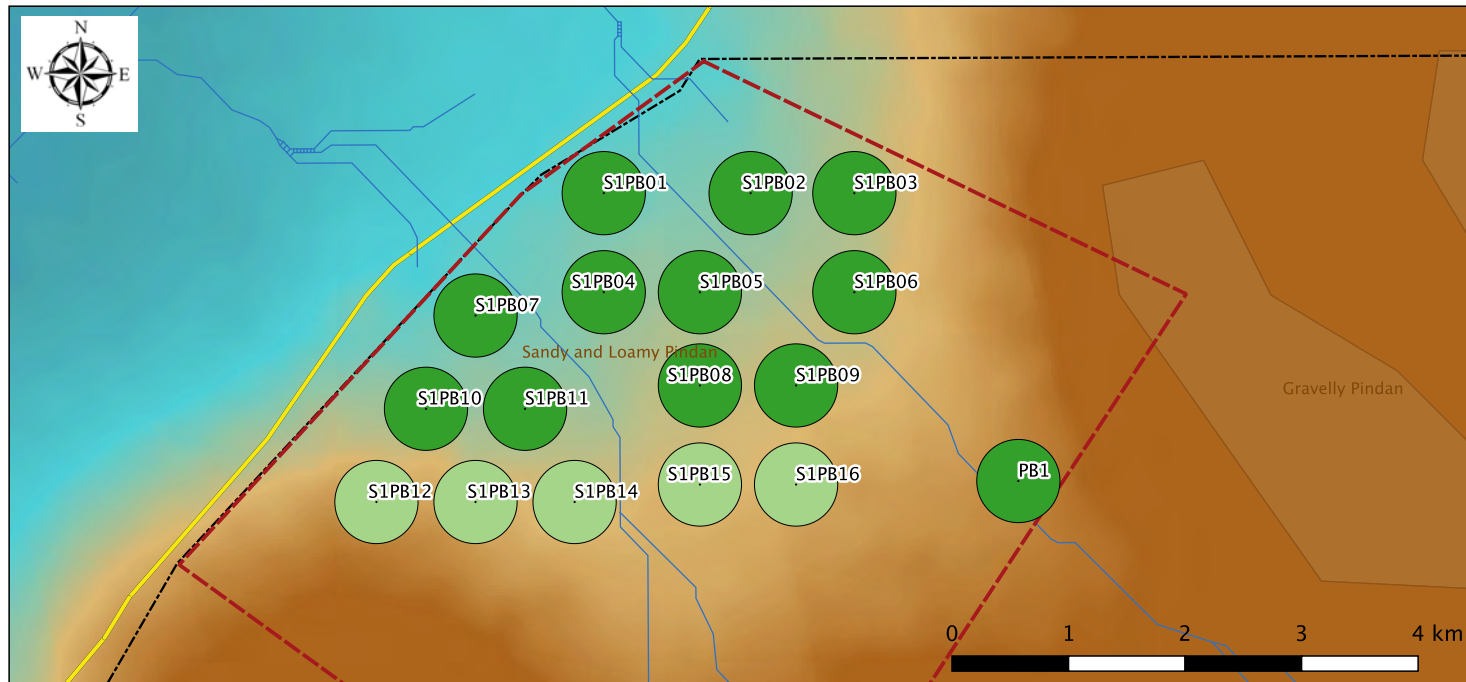 N
W E
S
S1PB01 S1PB02 S1PB03
S1PB04 S1PB05 S1PB06
S1PB07
Sandy and Loamy Pindan
S1PB08 S1PB09
Gravelly Pindan
S1PB10 S1PB11
S1PB12 S1PB13 S1PB14 S1PB15 S1PB16
PB1
0 1 2 3 4 km